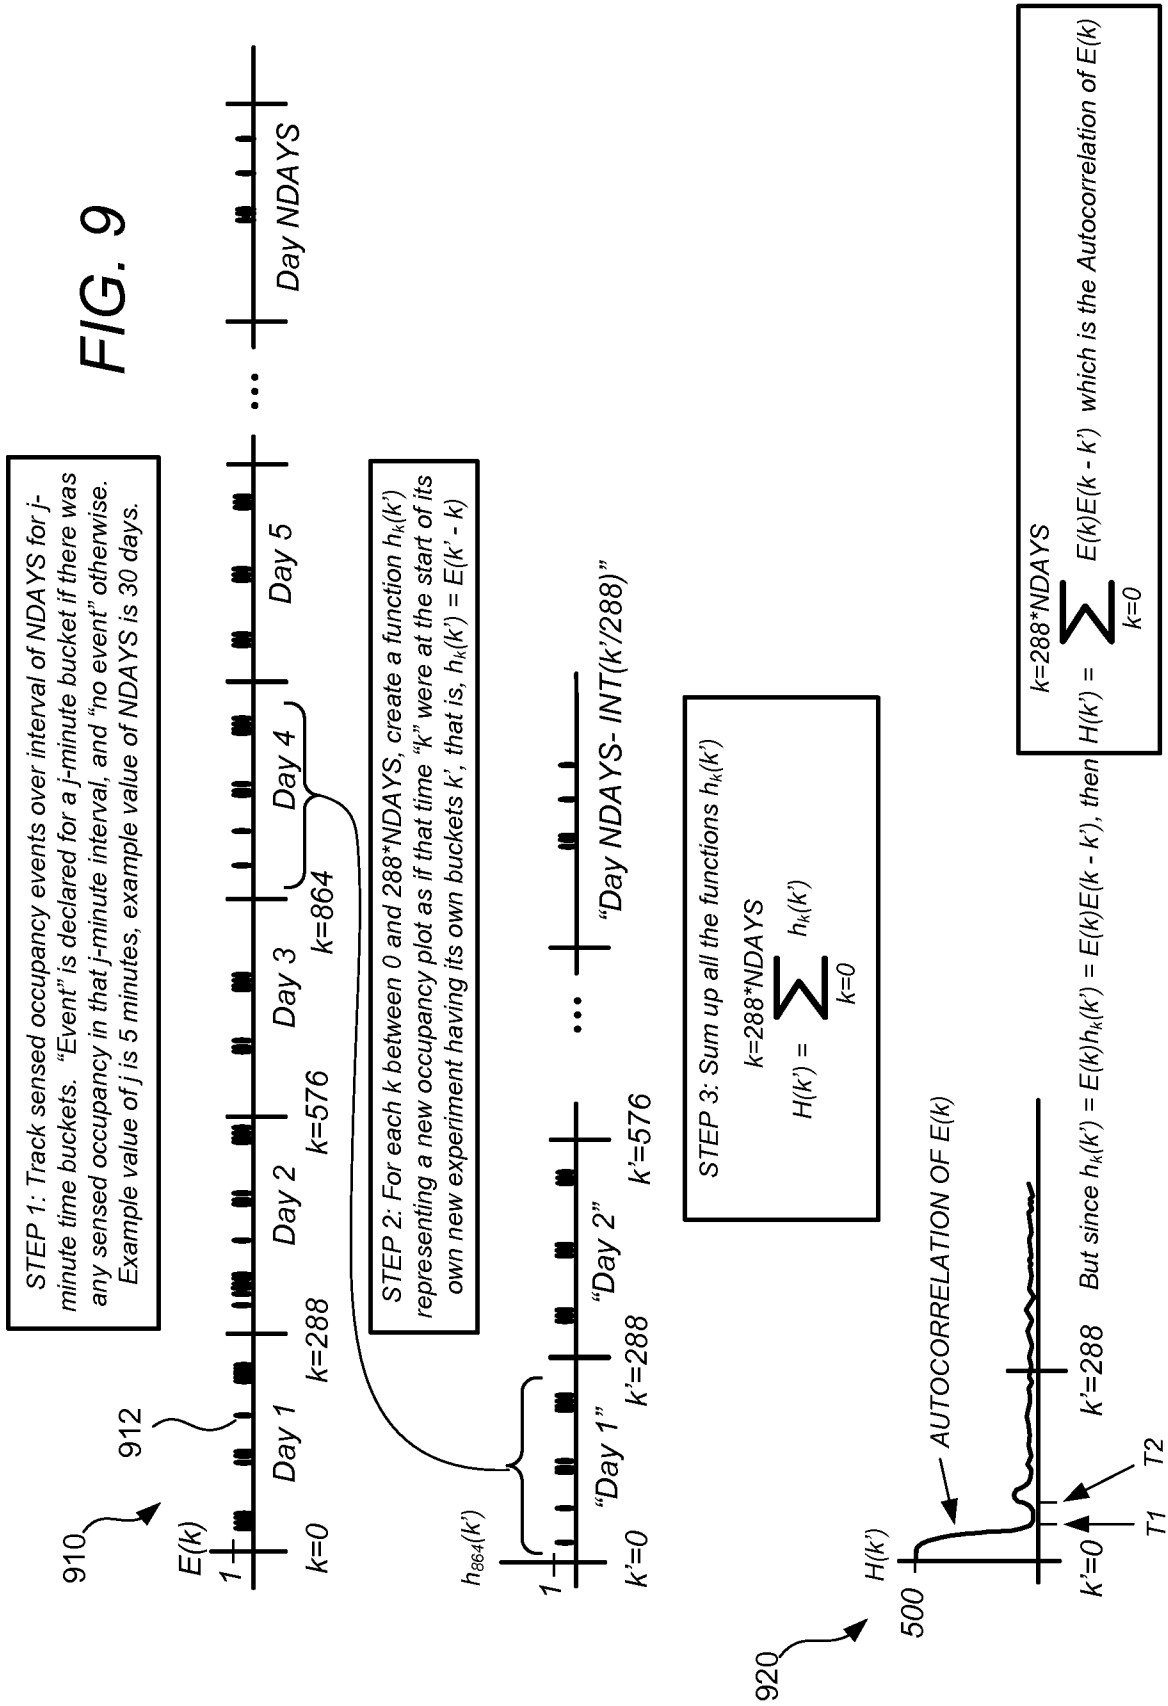 FIG. 9
STEP 1: Track sensed occupancy events over interval of NDAYS for j-
minute time buckets. “Event” is declared for a j-minute bucket if there was
any sensed occupancy in that j-minute interval, and “no event” otherwise.
Example value of j is 5 minutes, example value of NDAYS is 30 days.
910
912
E(k)
1
Day 1
Day 2
Day 3
Day 4
Day 5
...
Day NDAYS
k=0
k=288
k=576
k=864
STEP 2: For each k between 0 and 288*NDAYS, create a function hk(k’)
representing a new occupancy plot as if that time “k” were at the start of its
own new experiment having its own buckets k’, that is, hk(k’) = E(k’ - k)
h864(k’)
1
“Day 1”
“Day 2”
...
“Day NDAYS- INT(k’/288)”
k’=0
k’=288
k’=576
STEP 3: Sum up all the functions hk(k’)
k=288*NDAYS
H(k’) = ∑ hk(k’)
k=0
920
H(k’)
500
AUTOCORRELATION OF E(k)
k’=0
T1
T2
k’=288
k=288*NDAYS
But since hk(k’) = E(k)hk(k’) = E(k)E(k - k’), then H(k’) = ∑ E(k)E(k - k’) which is the Autocorrelation of E(k)
k=0